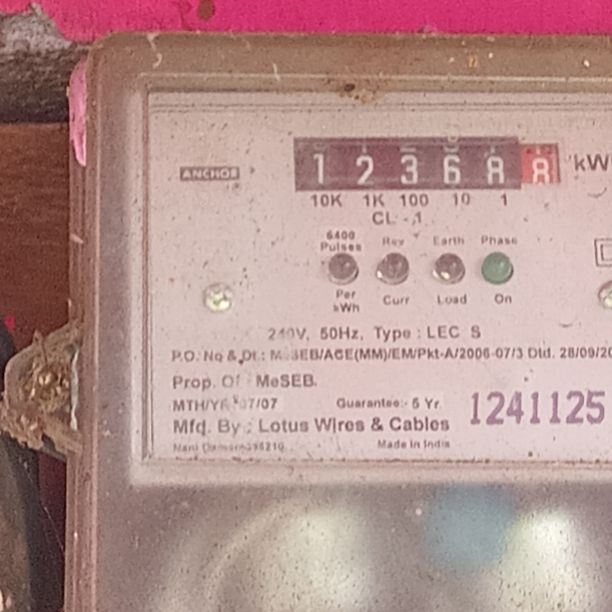 ANCHOR
1 2 3 6 8 8 kW
10K 1K 100 10 1
CL - 1
6400 Pulses Rev Earth Phase
Per kWh Curr Load On
240V, 50Hz, Type : LEC S
P.O. No & Dt.: MeSEB/ACE(MM)/EM/Pkt-A/2006-07/3 Dtd. 28/09/20
Prop. Of MeSEB.
MTH/YR 07/07 Guarantee:- 5 Yr.
1241125
Mfd. By : Lotus Wires & Cables
Made in India